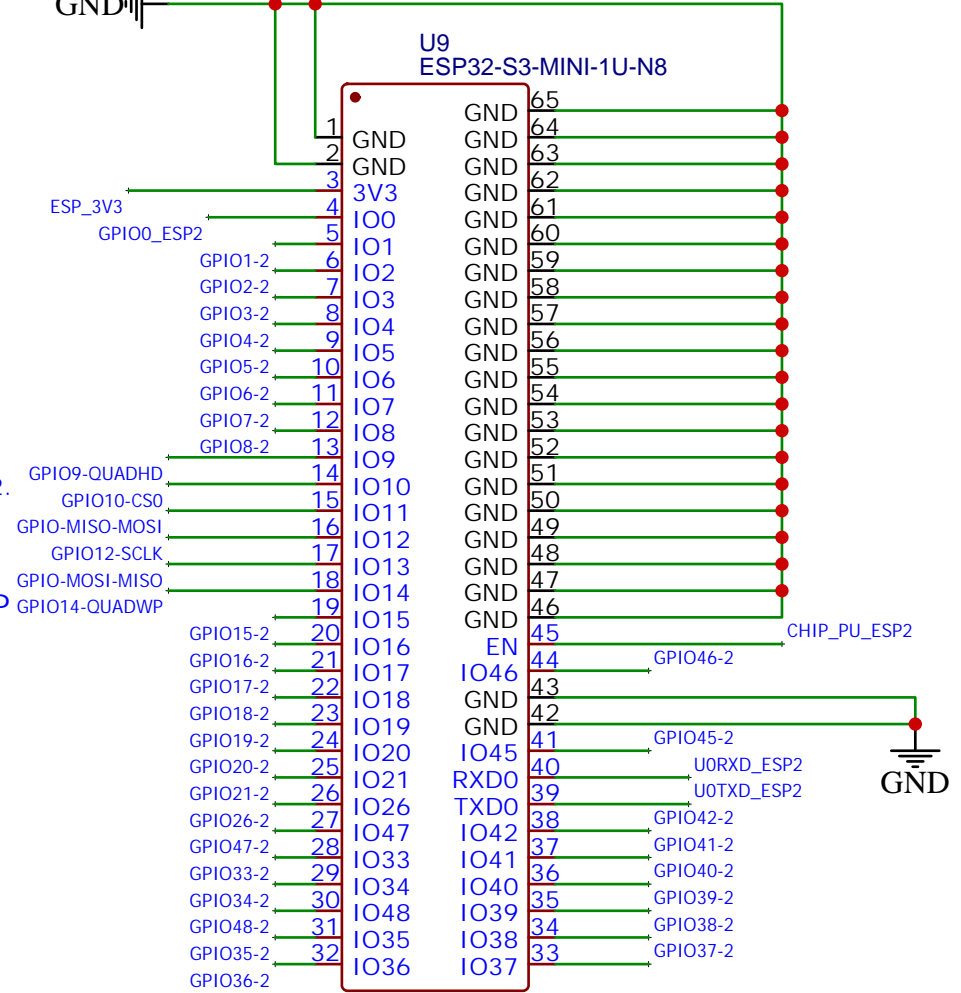 GND
U9
ESP32-S3-MINI-1U-N8
65
GND
64
1
GND
GND
63
2
GND
GND
62
3
3V3
GND
ESP_3V3
61
4
IO0
GND
GPIO0_ESP2
60
5
IO1
GND
GPIO1-2
59
6
IO2
GND
GPIO2-2
58
7
IO3
GND
GPIO3-2
57
8
IO4
GND
GPIO4-2
56
9
IO5
GND
GPIO5-2
55
10
IO6
GND
GPIO6-2
54
11
IO7
GND
GPIO7-2
53
12
IO8
GND
GPIO8-2
52
13
IO9
GND
GPIO9-QUADHD
51
14
IO10
GND
2.
GPIO10-CS0
50
15
IO11
GND
GPIO-MISO-MOSI
49
16
IO12
GND
GPIO12-SCLK
48
17
IO13
GND
GPIO-MOSI-MISO
47
18
IO14
GND
P
GPIO14-QUADWP
46
19
IO15
GND
GPIO15-2
45
CHIP_PU_ESP2
20
IO16
EN
GPIO16-2
44
GPIO46-2
21
IO17
IO46
GPIO17-2
43
22
IO18
GND
GPIO18-2
42
23
IO19
GND
GPIO19-2
41
GPIO45-2
24
IO20
IO45
GPIO20-2
40
U0RXD_ESP2
GND
25
IO21
RXD0
GPIO21-2
39
U0TXD_ESP2
26
IO26
TXD0
GPIO26-2
38
GPIO42-2
27
IO47
IO42
GPIO47-2
37
GPIO41-2
28
IO33
IO41
GPIO33-2
36
GPIO40-2
29
IO34
IO40
GPIO34-2
35
GPIO39-2
30
IO48
IO39
GPIO48-2
34
GPIO38-2
31
IO35
IO38
GPIO35-2
33
GPIO37-2
32
IO36
IO37
GPIO36-2